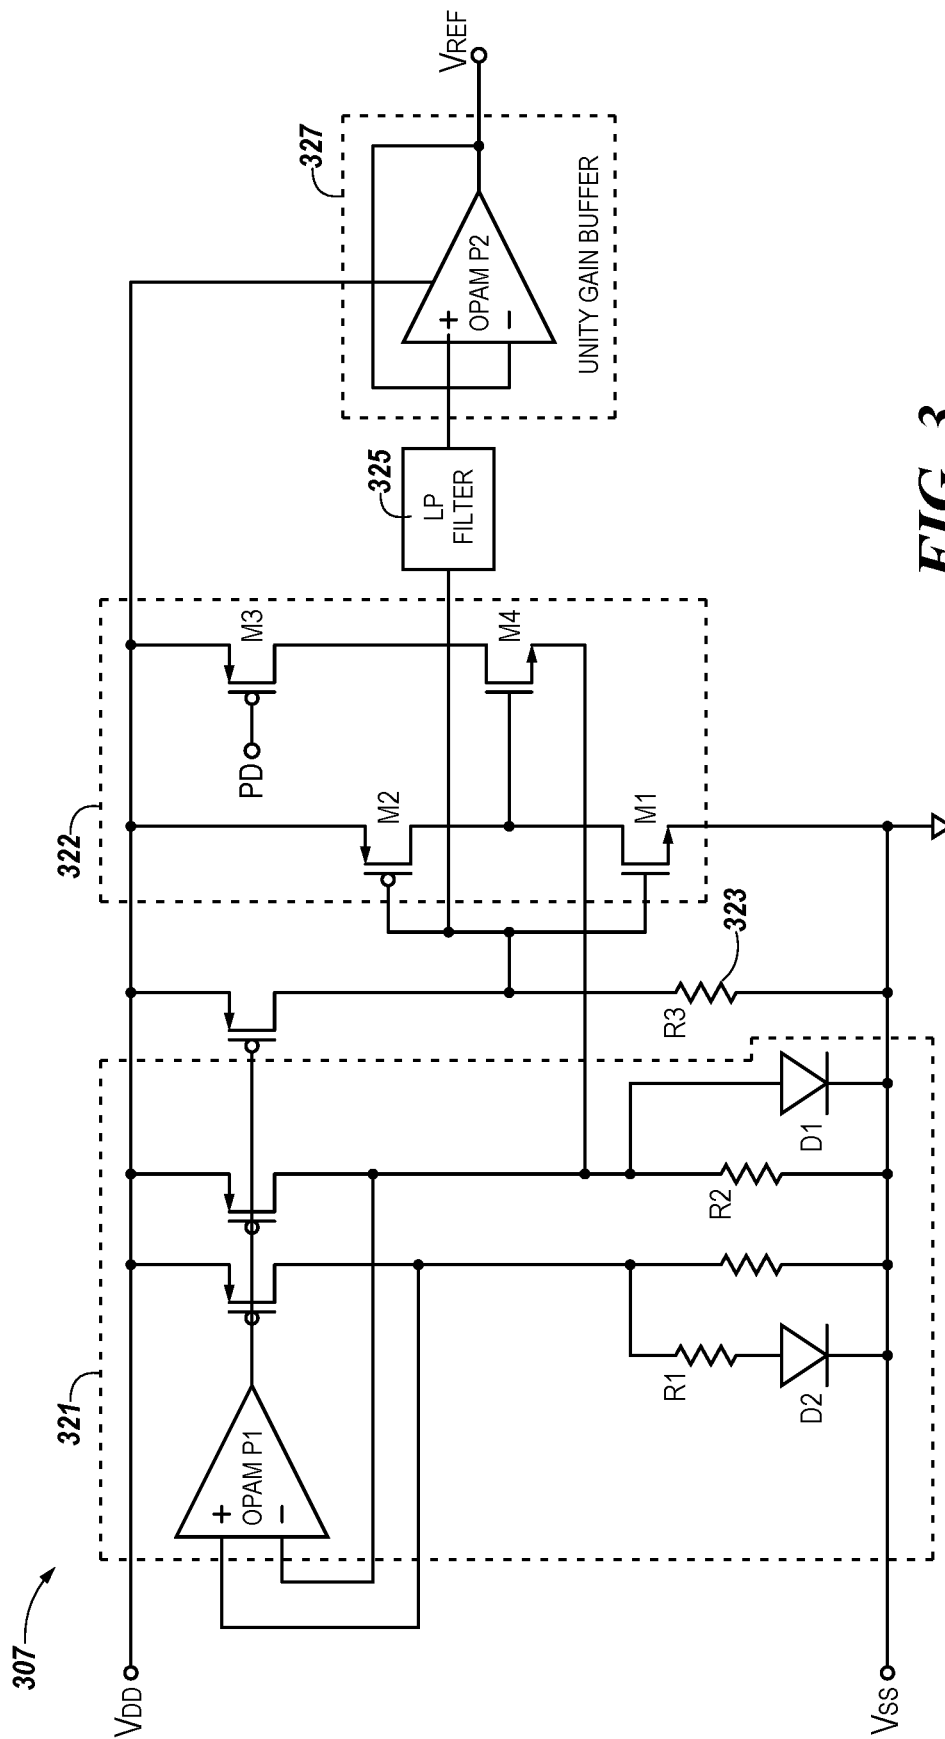 307
VDD
VSS
321
OPAM P1
+
−
R1
D2
R2
D1
R3
323
322
PD
M3
M2
M4
M1
325
LP
FILTER
327
OPAM P2
+
−
UNITY GAIN BUFFER
VREF
FIG. 3